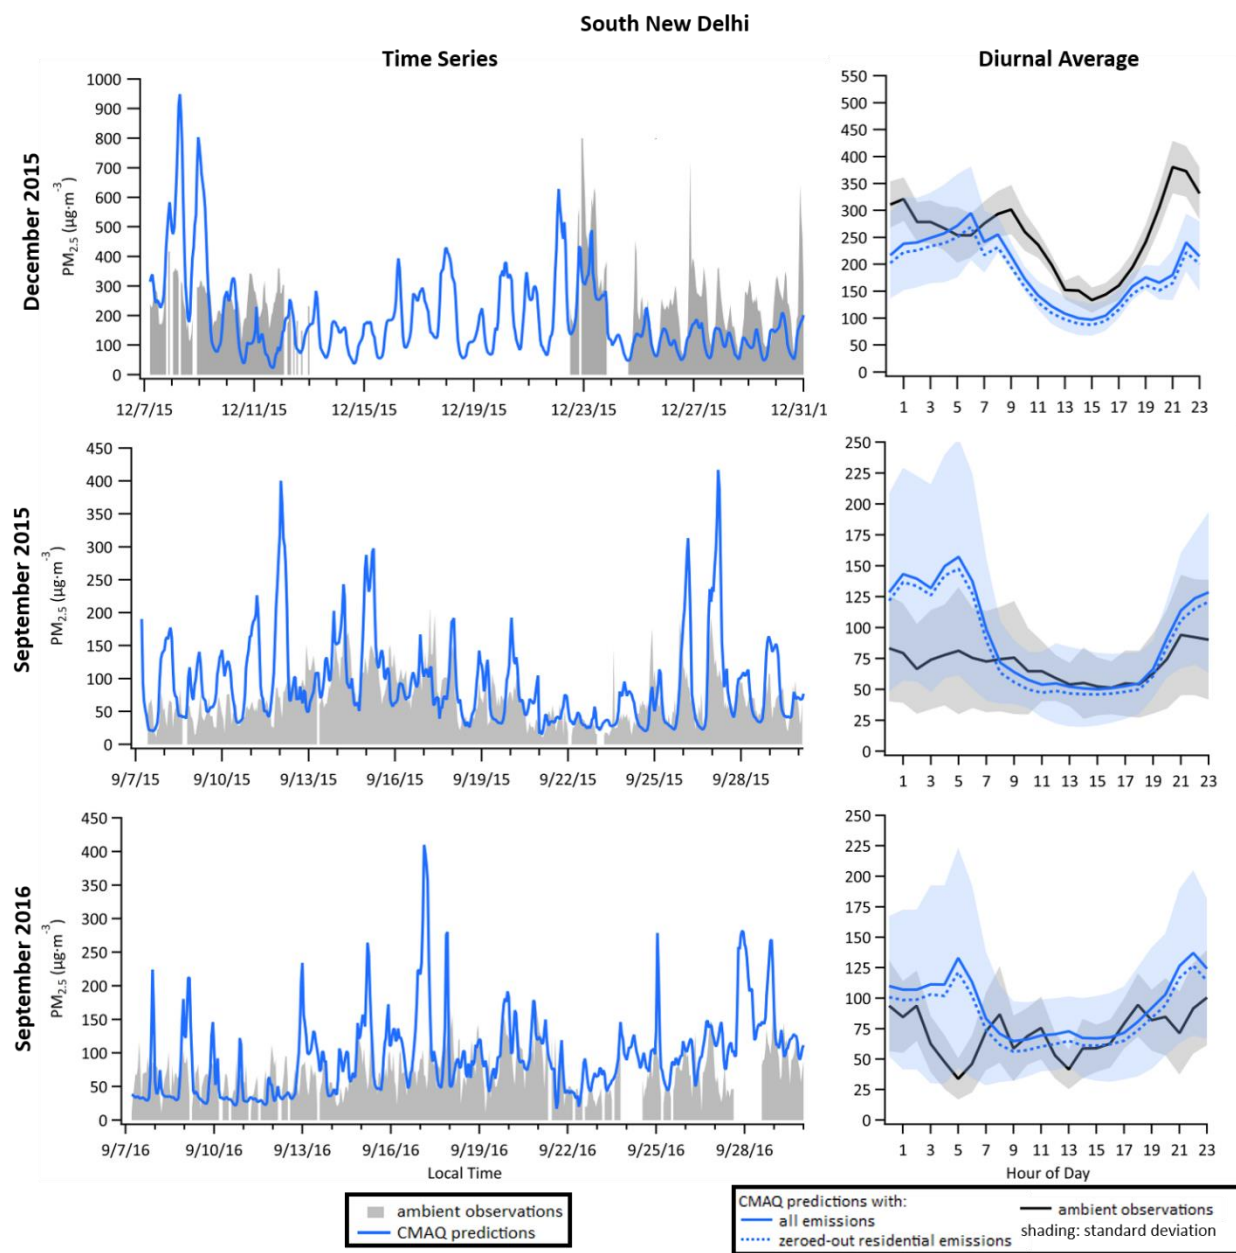 South New Delhi
Time Series
Diurnal Average
December 2015
PM2.5 (µg·m-3)
1000
900
800
700
600
500
400
300
200
100
0
12/7/15 12/11/15 12/15/15 12/19/15 12/23/15 12/27/15 12/31/1
550
500
450
400
350
300
250
200
150
100
50
0
1 3 5 7 9 11 13 15 17 19 21 23
September 2015
PM2.5 (µg·m-3)
450
400
350
300
250
200
150
100
50
0
9/7/15 9/10/15 9/13/15 9/16/15 9/19/15 9/22/15 9/25/15 9/28/15
250
225
200
175
150
125
100
75
50
25
0
1 3 5 7 9 11 13 15 17 19 21 23
September 2016
PM2.5 (µg·m-3)
450
400
350
300
250
200
150
100
50
0
9/7/16 9/10/16 9/13/16 9/16/16 9/19/16 9/22/16 9/25/16 9/28/16
Local Time
250
225
200
175
150
125
100
75
50
25
0
1 3 5 7 9 11 13 15 17 19 21 23
Hour of Day
ambient observations
CMAQ predictions
CMAQ predictions with:
all emissions
zeroed-out residential emissions
ambient observations
shading: standard deviation